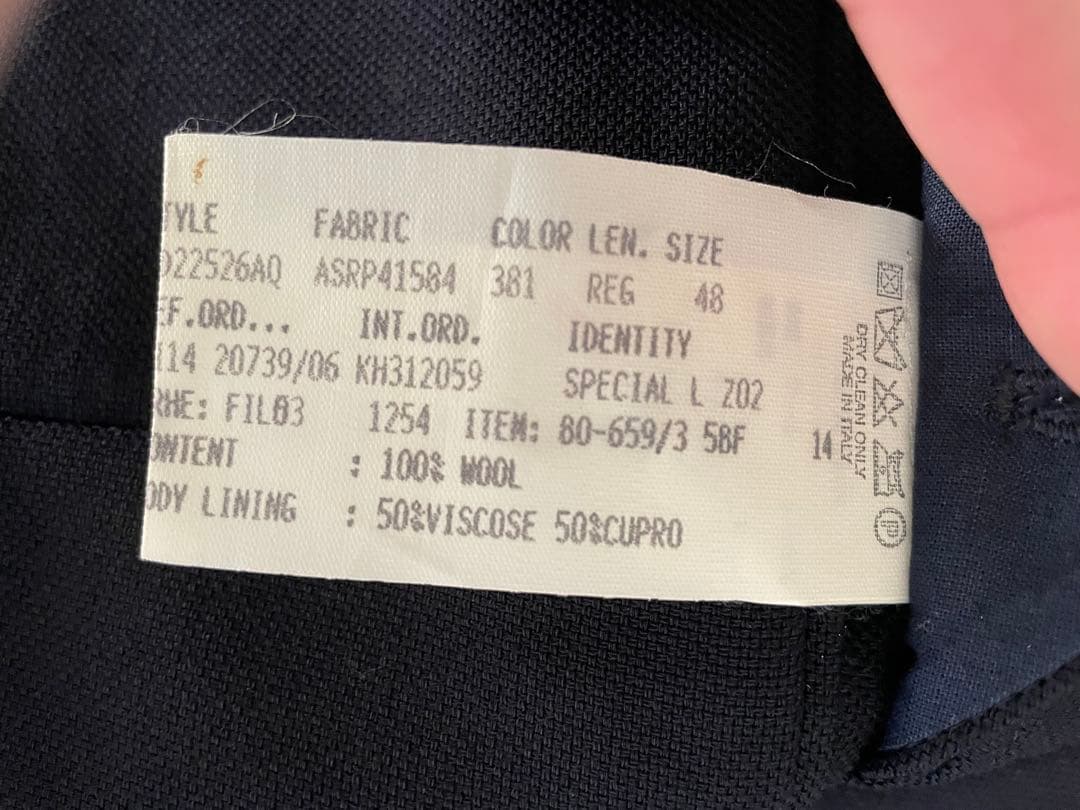 TYLE FABRIC COLOR LEN. SIZE
D22526AQ ASRP41584 381 REG 48
EF.ORD... INT.ORD. IDENTITY
114 20739/06 KH312059 SPECIAL L Z02
RHE: FIL03 1254 ITEM: 80-659/3 5BF 14
ONTENT : 100% WOOL
ODY LINING : 50%VISCOSE 50%CUPRO
DRY CLEAN ONLY
MADE IN ITALY
P